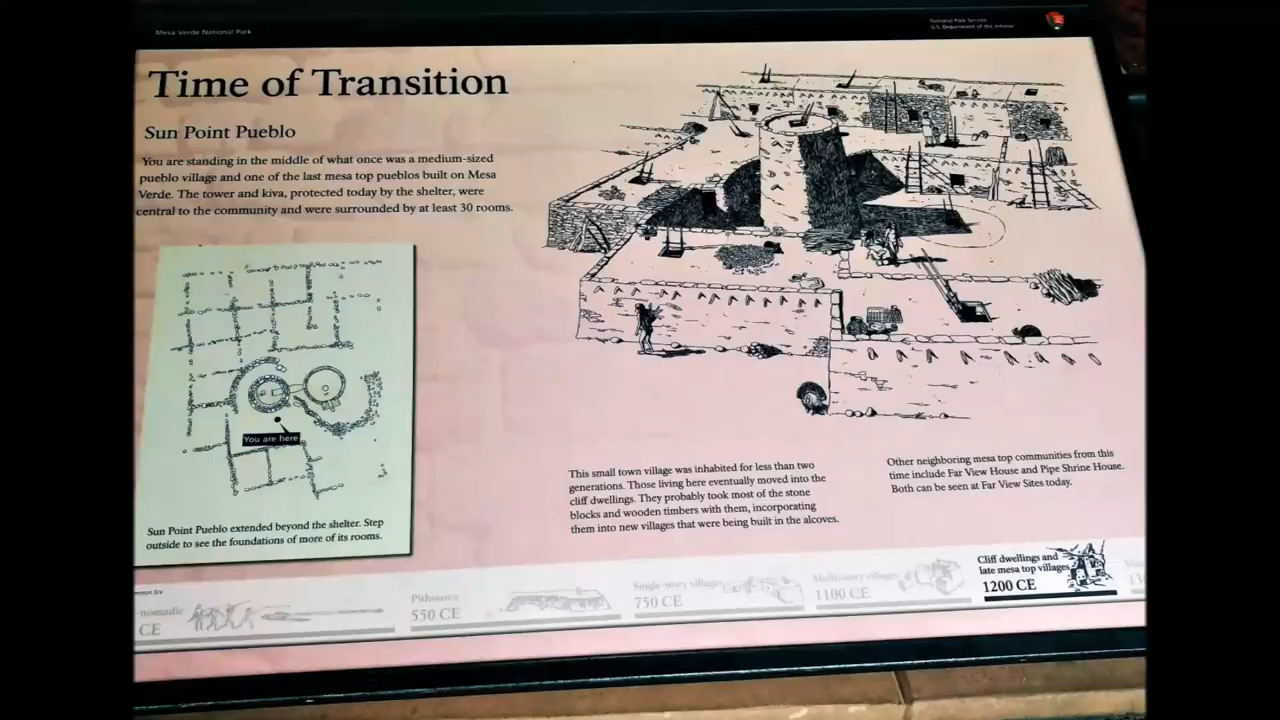 Mesa Verde National Park
National Park Service
U.S. Department of the Interior
Time of Transition
Sun Point Pueblo
You are standing in the middle of what once was a medium-sized
pueblo village and one of the last mesa top pueblos built on Mesa
Verde. The tower and kiva, protected today by the shelter, were
central to the community and were surrounded by at least 30 rooms.
You are here
Sun Point Pueblo extended beyond the shelter. Step
outside to see the foundations of more of its rooms.
This small town village was inhabited for less than two
generations. Those living here eventually moved into the
cliff dwellings. They probably took most of the stone
blocks and wooden timbers with them, incorporating
them into new villages that were being built in the alcoves.
Other neighboring mesa top communities from this
time include Far View House and Pipe Shrine House.
Both can be seen at Far View Sites today.
nomadic
CE
Pithouses
550 CE
Single-story villages
750 CE
Multi-story villages
1100 CE
Cliff dwellings and
late mesa top villages
1200 CE